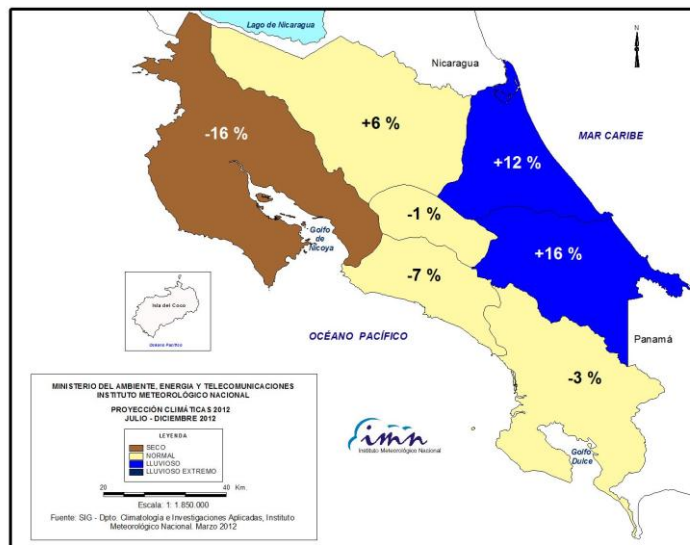 Lago de Nicaragua
N
Nicaragua
+6 %
MAR CARIBE
-16 %
+12 %
-1 %
Golfo
de
Nicoya
+16 %
-7 %
Isla del Coco
Océano Pacífico
OCÉANO PACÍFICO
Panamá
-3 %
MINISTERIO DEL AMBIENTE, ENERGIA Y TELECOMUNICACIONES
INSTITUTO METEOROLÓGICO NACIONAL
PROYECCIÓN CLIMÁTICAS 2012
JULIO - DICIEMBRE 2012
LEYENDA
SECO
NORMAL
LLUVIOSO
LLUVIOSO EXTREMO
20 0 40 Km.
Escala: 1: 1.850.000
Fuente: SIG - Dpto. Climatología e Investigaciones Aplicadas, Instituto
Meteorológico Nacional. Marzo 2012
imn
Instituto Meteorológico Nacional
Golfo
Dulce